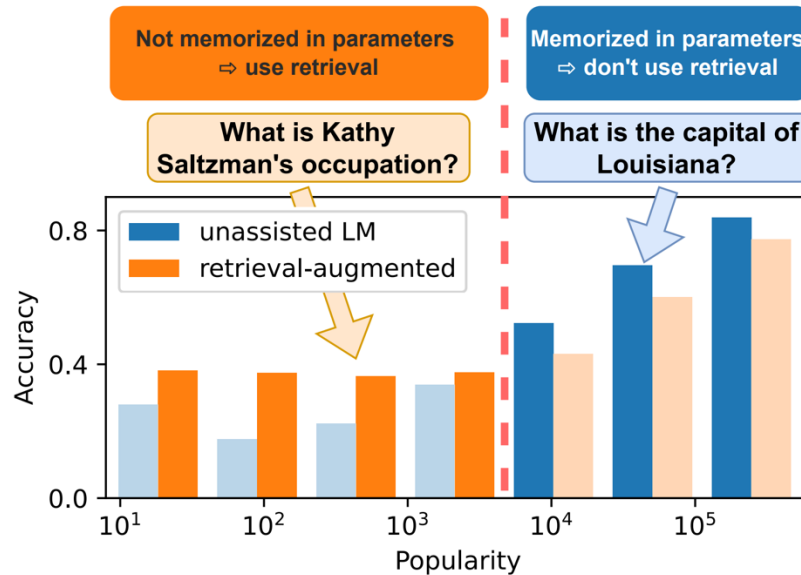 Not memorized in parameters
⇨ use retrieval
Memorized in parameters
⇨ don't use retrieval
What is Kathy
Saltzman's occupation?
What is the capital of
Louisiana?
unassisted LM
retrieval-augmented
Accuracy
0.8
0.4
0.0
10¹
10²
10³
10⁴
10⁵
Popularity